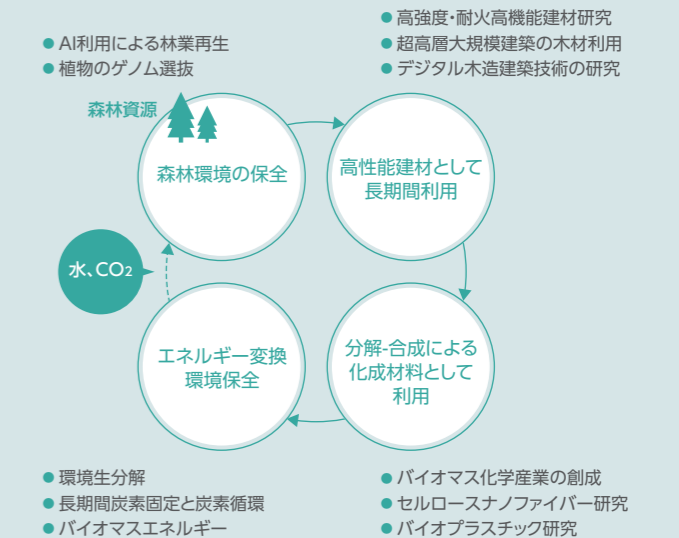 ● AI利用による林業再生
● 植物のゲノム選抜
● 高強度・耐火高機能建材研究
● 超高層大規模建築の木材利用
● デジタル木造建築技術の研究
森林資源
森林環境の保全
高性能建材として
長期間利用
水、CO2
エネルギー変換
環境保全
分解-合成による
化成材料として
利用
● 環境生分解
● 長期間炭素固定と炭素循環
● バイオマスエネルギー
● バイオマス化学産業の創成
● セルロースナノファイバー研究
● バイオプラスチック研究